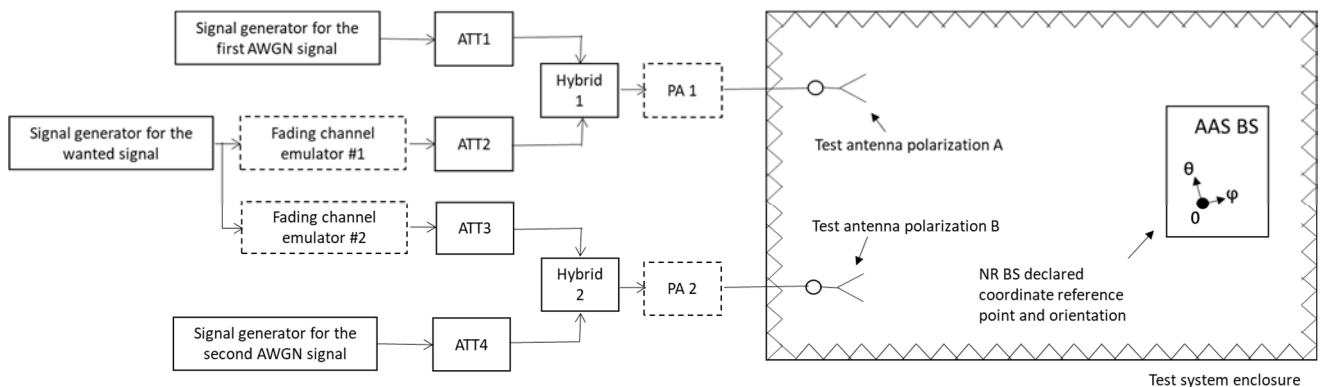 Signal generator for the
first AWGN signal
ATT1
Hybrid
1
PA 1
Signal generator for the
wanted signal
Fading channel
emulator #1
ATT2
Test antenna polarization A
AAS BS
θ
φ
0
Fading channel
emulator #2
ATT3
Test antenna polarization B
Hybrid
2
PA 2
NR BS declared
coordinate reference
point and orientation
Signal generator for the
second AWGN signal
ATT4
Test system enclosure